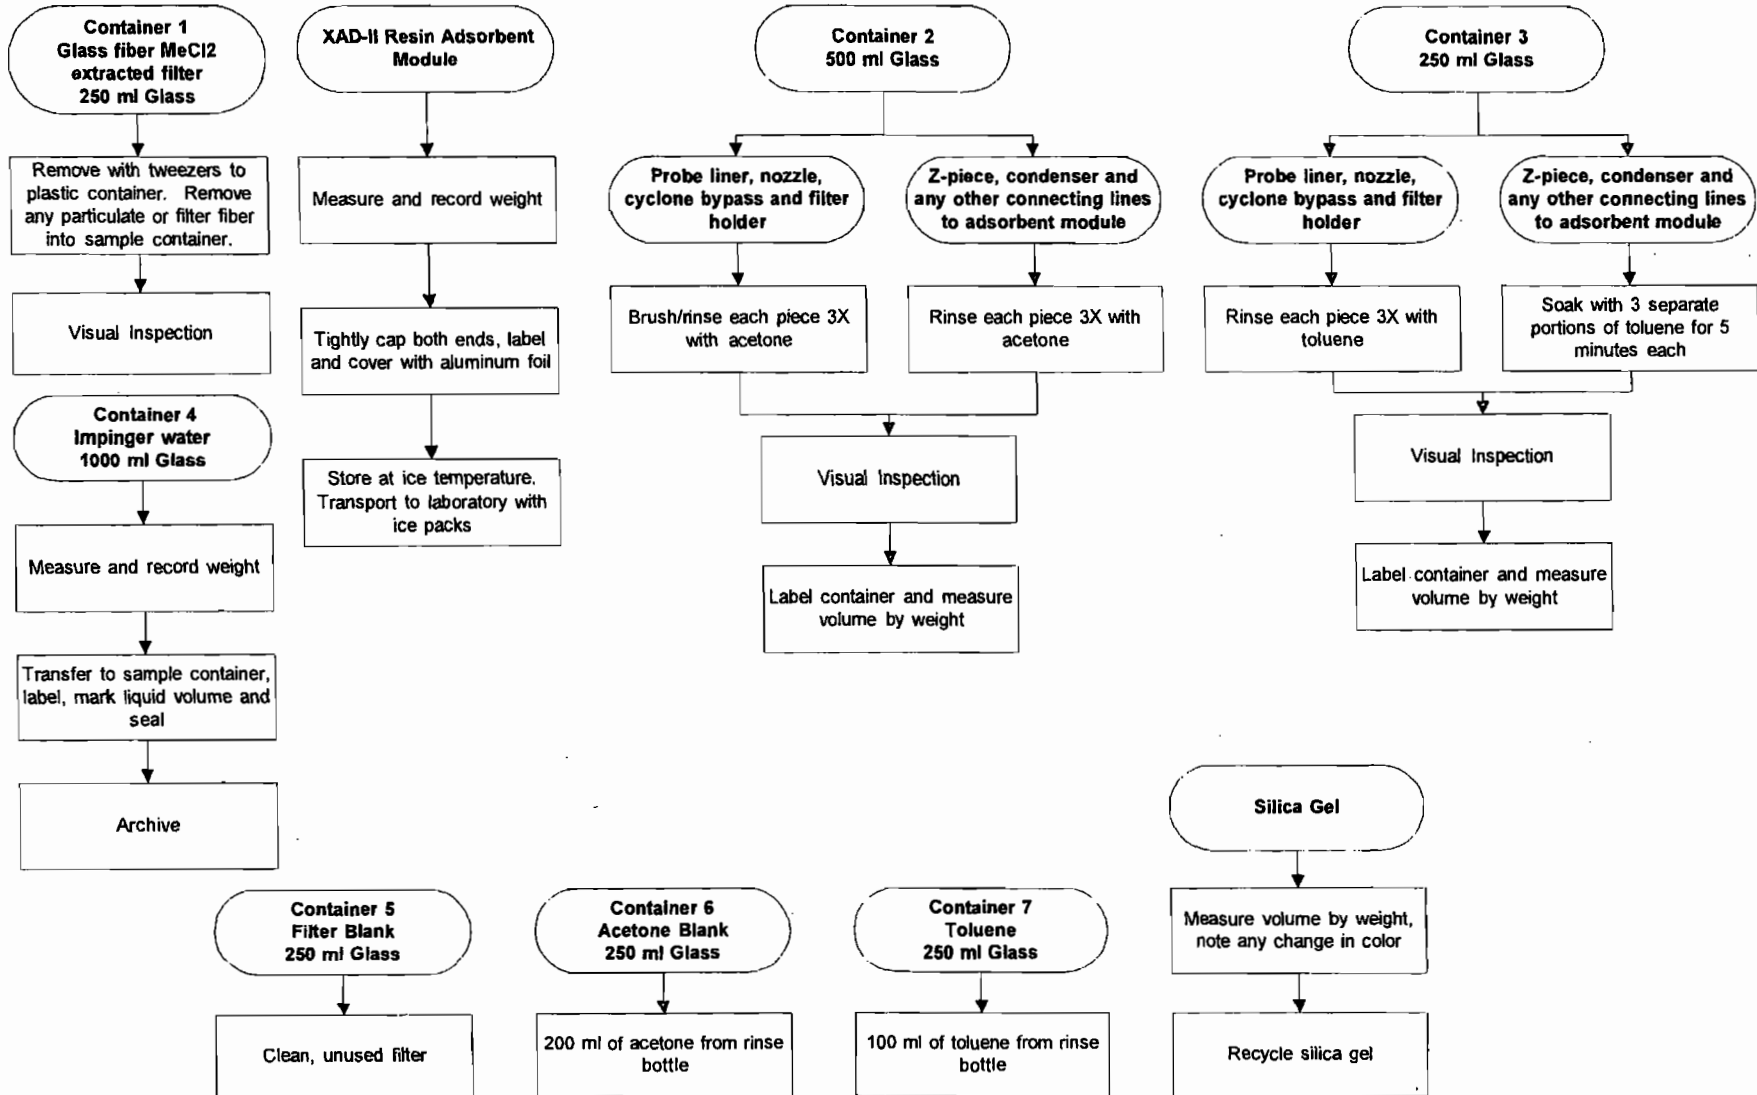 Container 1
Glass fiber MeCl2
extracted filter
250 ml Glass
Remove with tweezers to
plastic container. Remove
any particulate or filter fiber
into sample container.
Visual Inspection
Container 4
Impinger water
1000 ml Glass
Measure and record weight
Transfer to sample container,
label, mark liquid volume and
seal
Archive
XAD-II Resin Adsorbent
Module
Measure and record weight
Tightly cap both ends, label
and cover with aluminum foil
Store at ice temperature.
Transport to laboratory with
ice packs
Container 2
500 ml Glass
Probe liner, nozzle,
cyclone bypass and filter
holder
Brush/rinse each piece 3X
with acetone
Z-piece, condenser and
any other connecting lines
to adsorbent module
Rinse each piece 3X with
acetone
Visual Inspection
Label container and measure
volume by weight
Container 3
250 ml Glass
Probe liner, nozzle,
cyclone bypass and filter
holder
Rinse each piece 3X with
toluene
Z-piece, condenser and
any other connecting lines
to adsorbent module
Soak with 3 separate
portions of toluene for 5
minutes each
Visual Inspection
Label container and measure
volume by weight
Container 5
Filter Blank
250 ml Glass
Clean, unused filter
Container 6
Acetone Blank
250 ml Glass
200 ml of acetone from rinse
bottle
Container 7
Toluene
250 ml Glass
100 ml of toluene from rinse
bottle
Silica Gel
Measure volume by weight,
note any change in color
Recycle silica gel